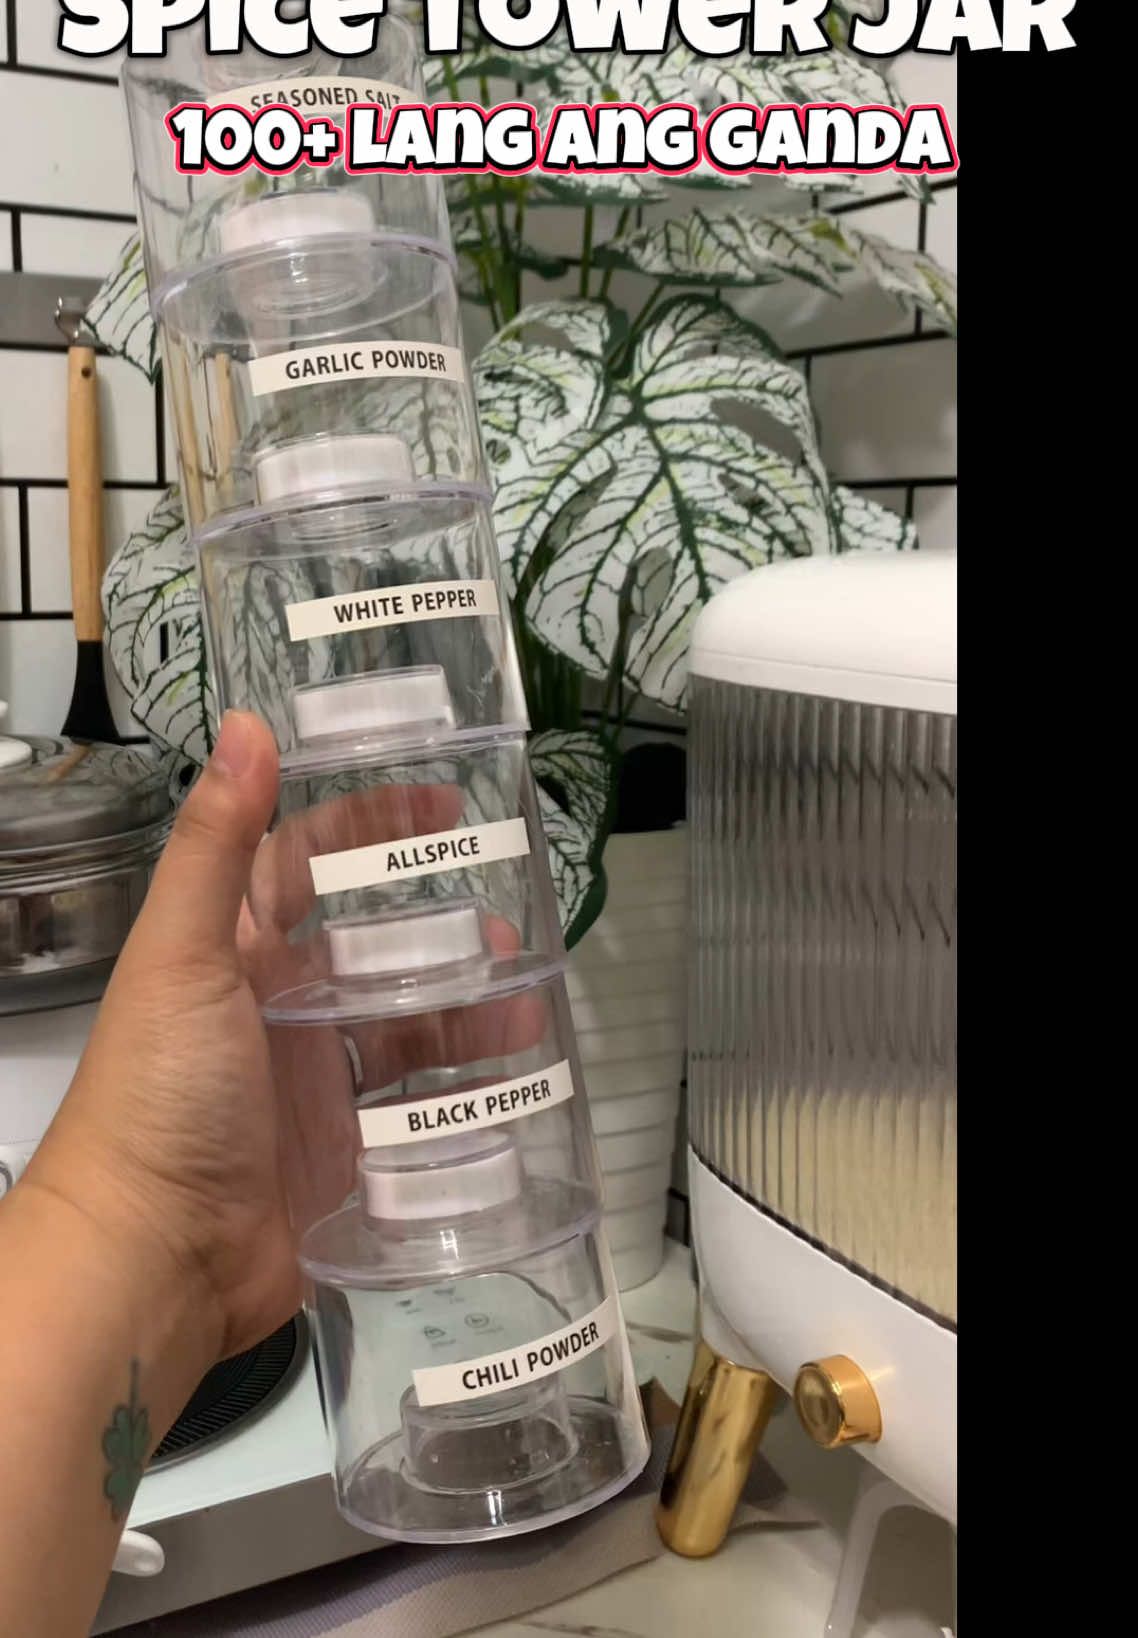 SPICE TOWER JAR
SEASONED SALT
100+ LANG ANG GANDA
GARLIC POWDER
WHITE PEPPER
ALLSPICE
BLACK PEPPER
CHILI POWDER